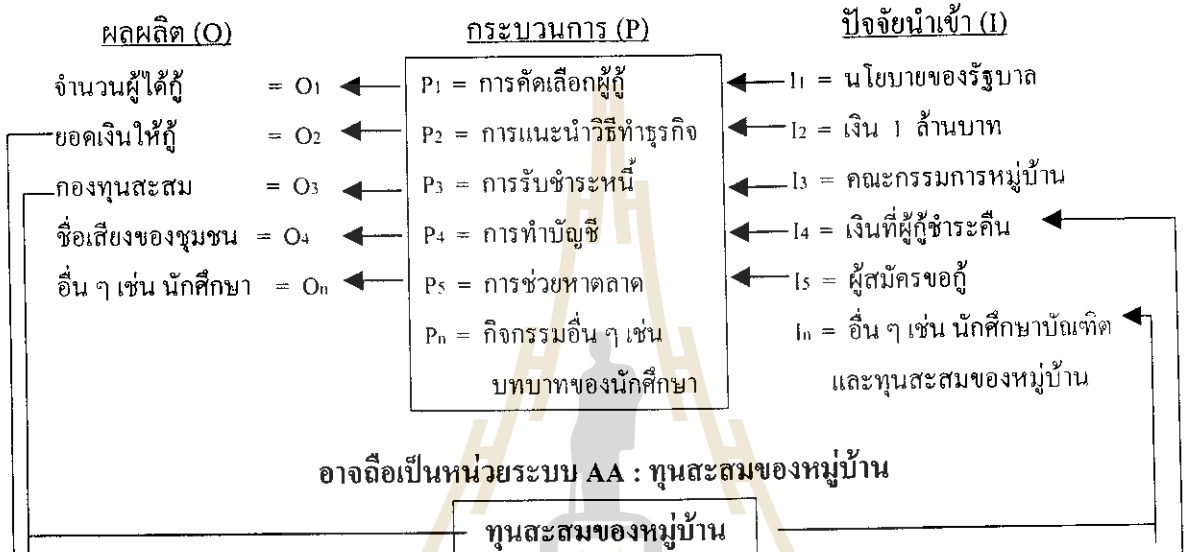 ผลผลิต (O) กระบวนการ (P) ปัจจัยนำเข้า (I)
จำนวนผู้ได้กู้ = O1 P1 = การคัดเลือกผู้กู้ I1 = นโยบายของรัฐบาล
ยอดเงินให้กู้ = O2 P2 = การแนะนำวิธีทำธุรกิจ I2 = เงิน 1 ล้านบาท
กองทุนสะสม = O3 P3 = การรับชำระหนี้ I3 = คณะกรรมการหมู่บ้าน
ชื่อเสียงของชุมชน = O4 P4 = การทำบัญชี I4 = เงินที่ผู้กู้ชำระคืน
อื่น ๆ เช่น นักศึกษา = On P5 = การช่วยหาตลาด I5 = ผู้สมัครขอกู้
Pn = กิจกรรมอื่น ๆ เช่น In = อื่น ๆ เช่น นักศึกษาบัณฑิต
บทบาทของนักศึกษา และทุนสะสมของหมู่บ้าน
อาจถือเป็นหน่วยระบบ AA : ทุนสะสมของหมู่บ้าน
ทุนสะสมของหมู่บ้าน